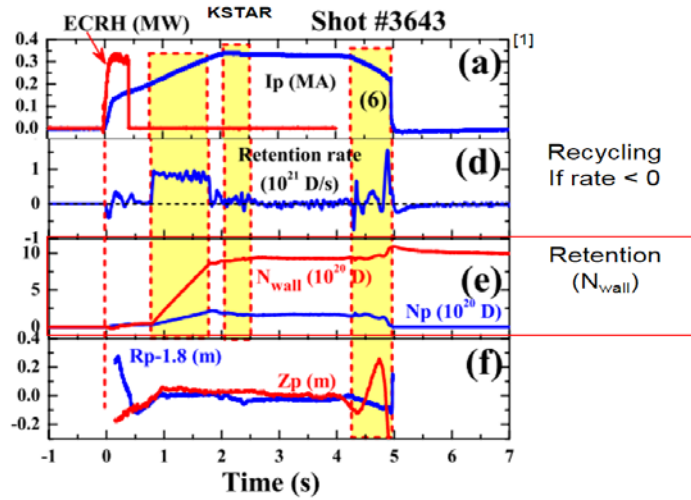 ECRH (MW)
KSTAR
Shot #3643
[1]
0.4
0.3
0.2
0.1
0.0
Ip (MA)
(6)
(a)
1
0
-1
Retention rate
(10²¹ D/s)
(d)
Recycling
If rate < 0
10
5
0
N_wall (10²⁰ D)
Np (10²⁰ D)
(e)
Retention
(N_wall)
0.4
0.2
0.0
-0.2
Rp-1.8 (m)
Zp (m)
(f)
-1 0 1 2 3 4 5 6 7
Time (s)